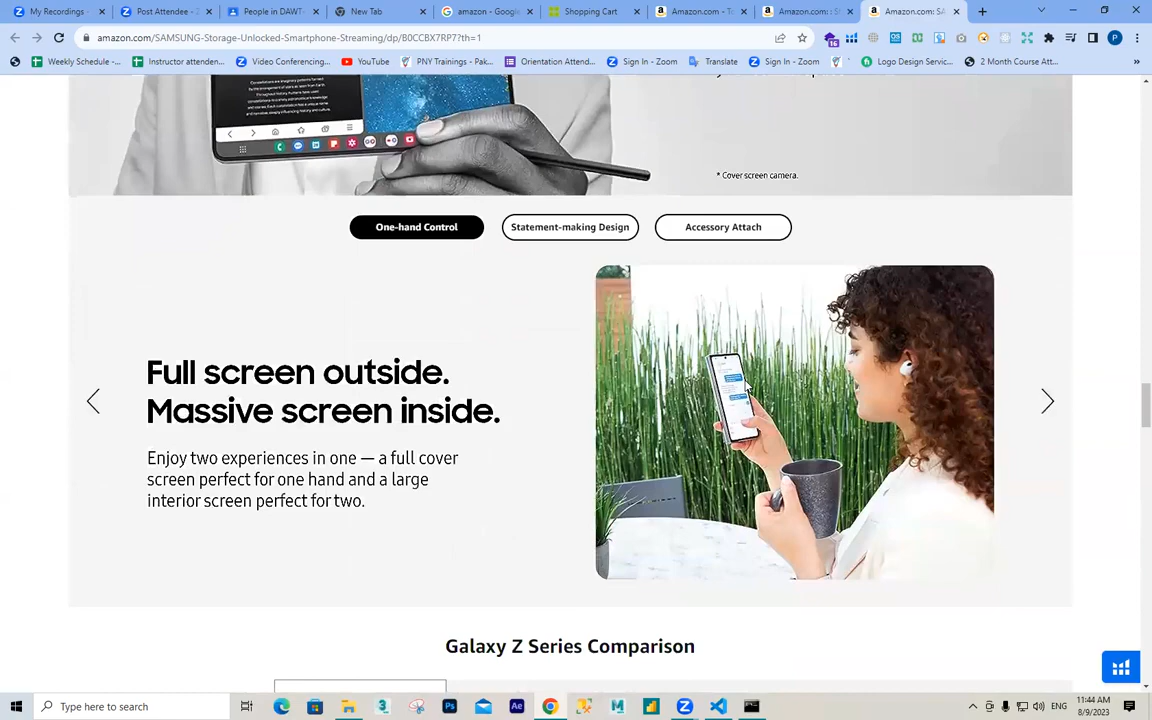 My Recordings -
Post Attendee - Z
People in DAWT-
New Tab
amazon - Google
Shopping Cart
Amazon.com - To
Amazon.com: S
Amazon.com: SA
amazon.com/SAMSUNG-Storage-Unlocked-Smartphone-Streaming/dp/B0CCBX7RP7?th=1
16
P
Weekly Schedule -...
Instructor attenden...
Video Conferencing...
YouTube
PNY Trainings - Pak...
Orientation Attend...
Sign In - Zoom
Translate
Sign In - Zoom
Logo Design Servic...
2 Month Course Att...
* Cover screen camera.
One-hand Control
Statement-making Design
Accessory Attach
Full screen outside.
Massive screen inside.
Enjoy two experiences in one — a full cover
screen perfect for one hand and a large
interior screen perfect for two.
Galaxy Z Series Comparison
Type here to search
ENG
11:44 AM
8/9/2023